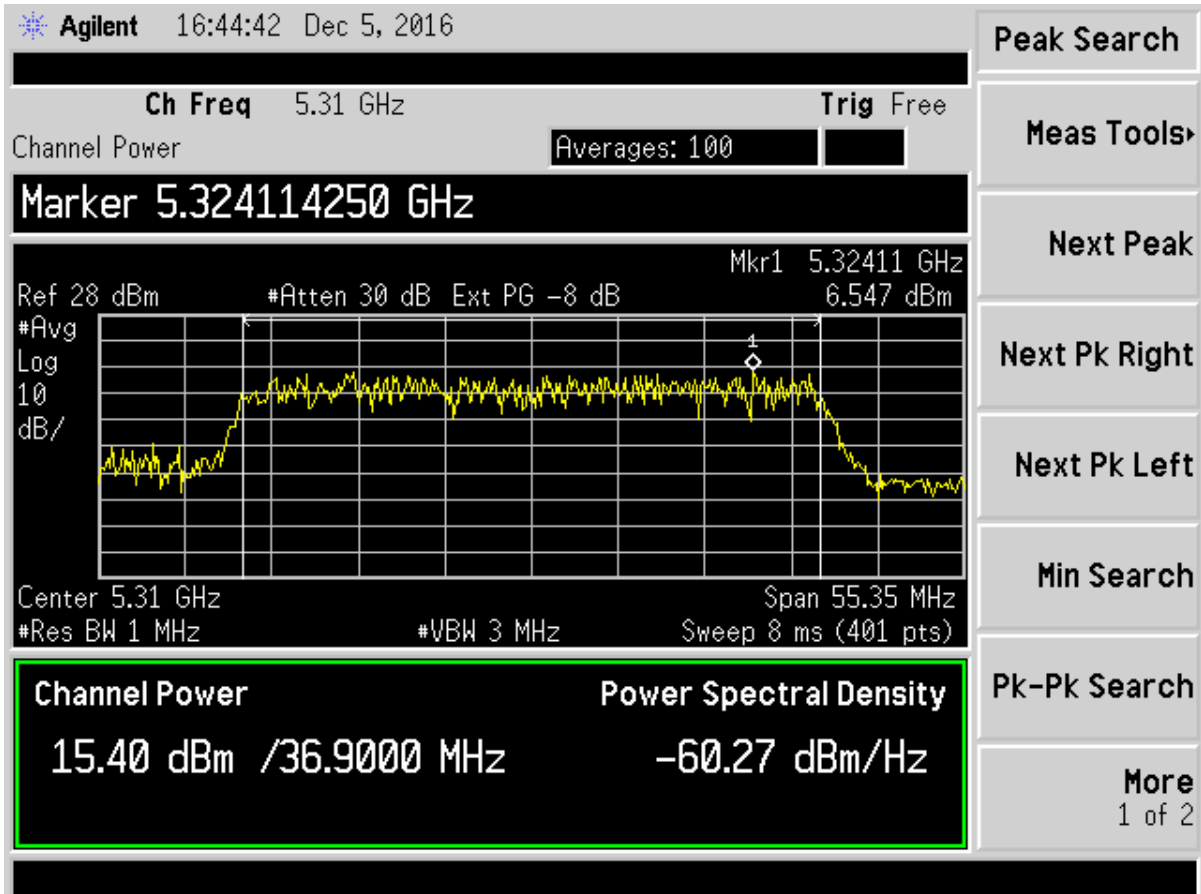 Agilent 16:44:42 Dec 5, 2016
Peak Search
Ch Freq 5.31 GHz Trig Free
Channel Power Averages: 100
Meas Tools
Marker 5.324114250 GHz
Next Peak
Mkr1 5.32411 GHz
Ref 28 dBm #Atten 30 dB Ext PG -8 dB 6.547 dBm
#Avg
Log
10
dB/
1
Next Pk Right
Next Pk Left
Center 5.31 GHz Span 55.35 MHz
#Res BW 1 MHz #VBW 3 MHz Sweep 8 ms (401 pts)
Min Search
Channel Power Power Spectral Density
15.40 dBm /36.9000 MHz -60.27 dBm/Hz
Pk-Pk Search
More
1 of 2